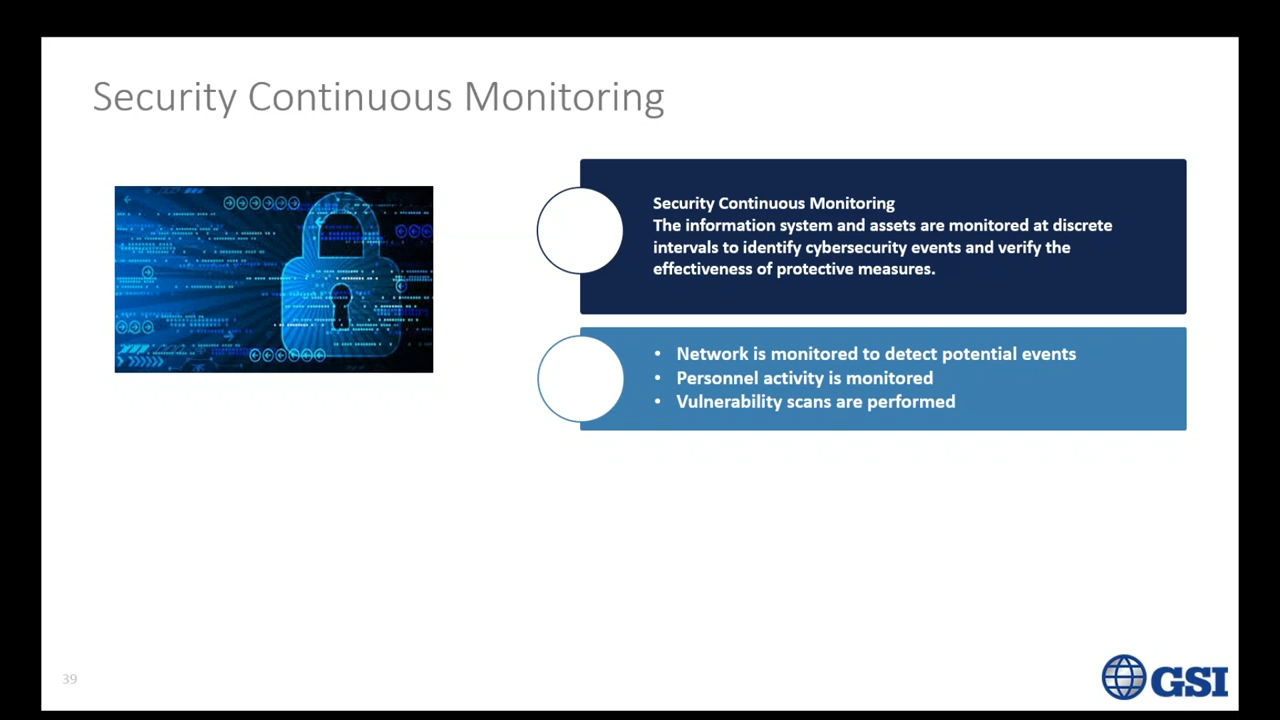 Security Continuous Monitoring
Security Continuous Monitoring
The information system and assets are monitored at discrete
intervals to identify cybersecurity events and verify the
effectiveness of protective measures.
• Network is monitored to detect potential events
• Personnel activity is monitored
• Vulnerability scans are performed
39
GSI